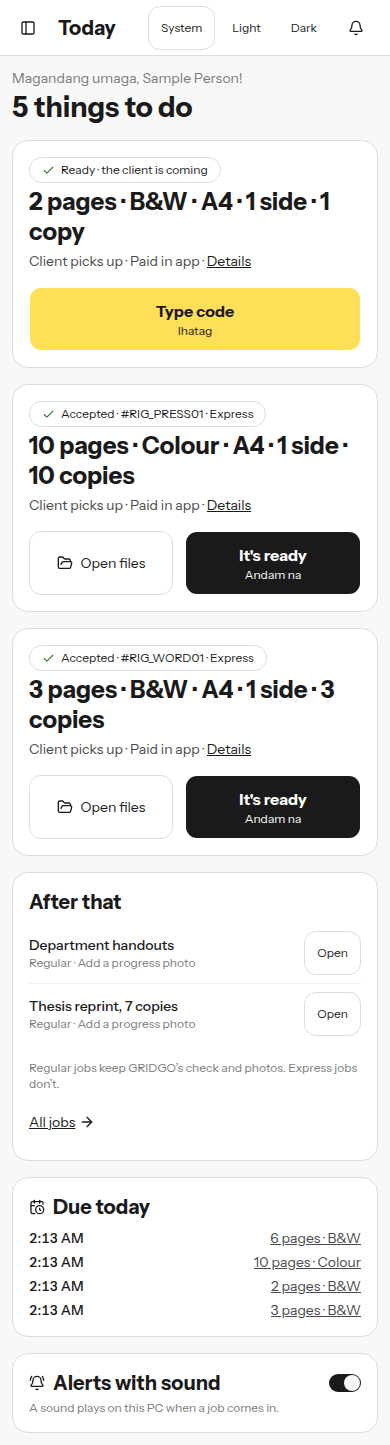 Today
System
Light
Dark
Magandang umaga, Sample Person!
5 things to do
Ready · the client is coming
2 pages · B&W · A4 · 1 side · 1
copy
Client picks up · Paid in app · Details
Type code
Ihatag
Accepted · #RIG_PRESS01 · Express
10 pages · Colour · A4 · 1 side ·
10 copies
Client picks up · Paid in app · Details
Open files
It's ready
Andam na
Accepted · #RIG_WORD01 · Express
3 pages · B&W · A4 · 1 side · 3
copies
Client picks up · Paid in app · Details
Open files
It's ready
Andam na
After that
Department handouts
Regular · Add a progress photo
Open
Thesis reprint, 7 copies
Regular · Add a progress photo
Open
Regular jobs keep GRIDGO's check and photos. Express jobs
don't.
All jobs
Due today
2:13 AM 6 pages · B&W
2:13 AM 10 pages · Colour
2:13 AM 2 pages · B&W
2:13 AM 3 pages · B&W
Alerts with sound
A sound plays on this PC when a job comes in.